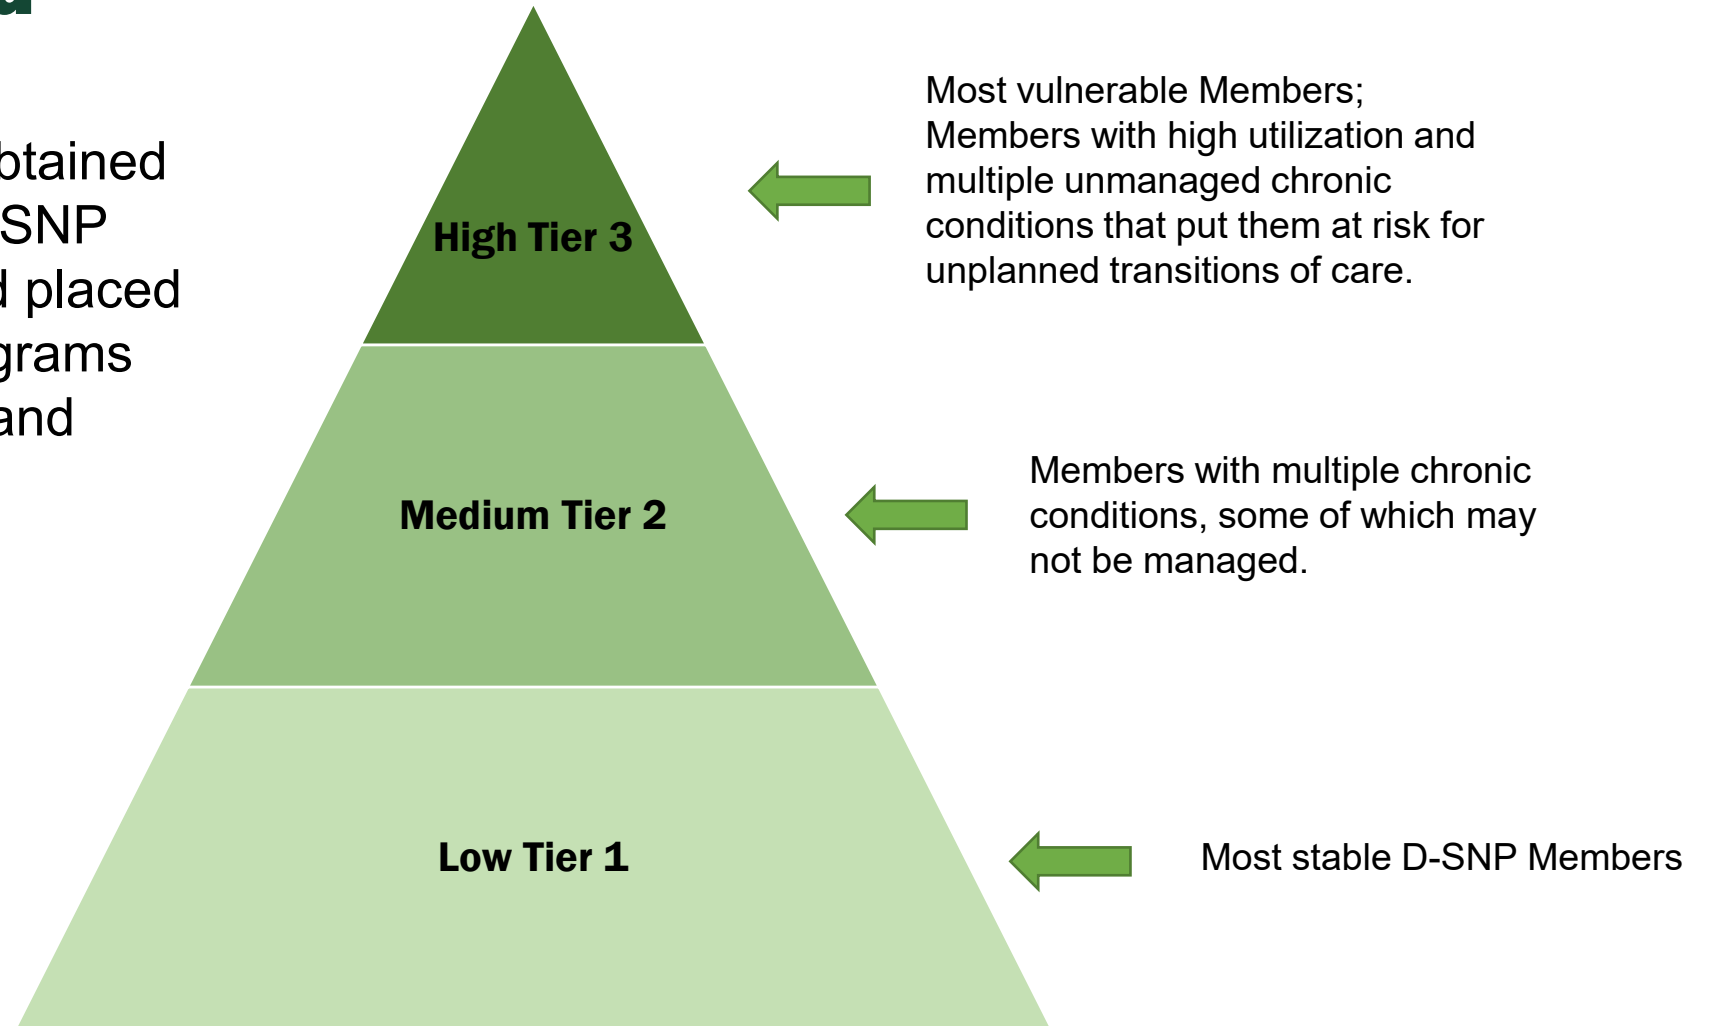 btained
SNP
d placed
grams
and
High Tier 3
Most vulnerable Members;
Members with high utilization and
multiple unmanaged chronic
conditions that put them at risk for
unplanned transitions of care.
Medium Tier 2
Members with multiple chronic
conditions, some of which may
not be managed.
Low Tier 1
Most stable D-SNP Members